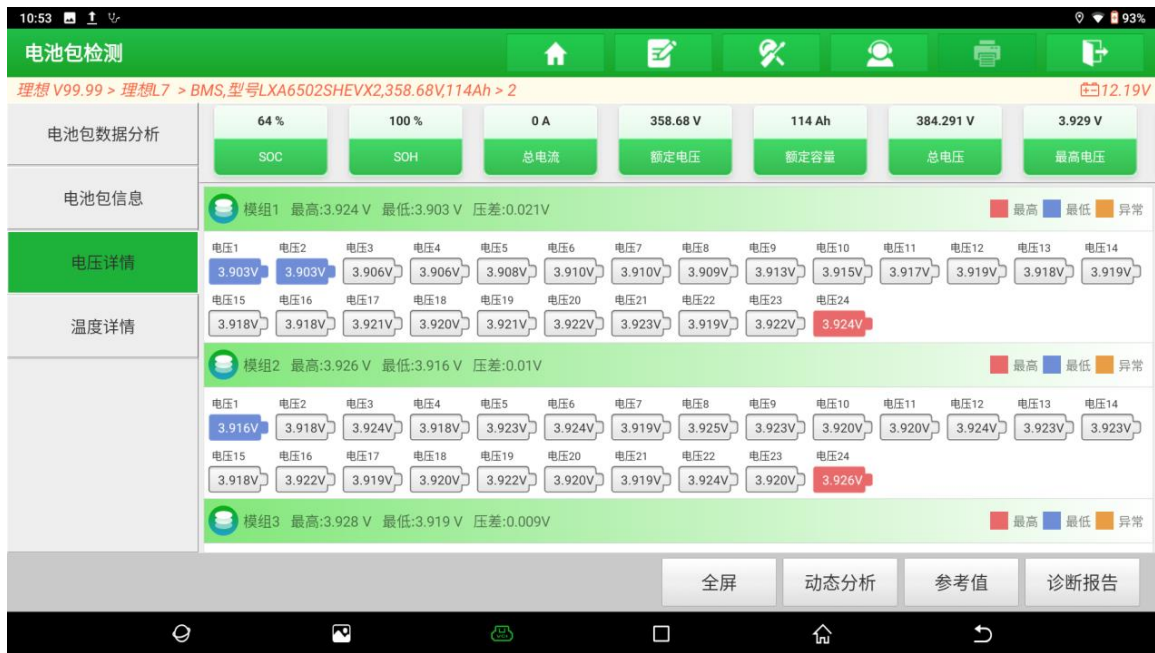 10:53 93%
电池包检测
理想 V99.99 > 理想L7 > BMS,型号LXA6502SHEVX2,358.68V,114Ah > 2 12.19V
电池包数据分析
电池包信息
电压详情
温度详情
64 % 100 % 0 A 358.68 V 114 Ah 384.291 V 3.929 V
SOC SOH 总电流 额定电压 额定容量 总电压 最高电压
模组1 最高:3.924 V 最低:3.903 V 压差:0.021V 最高 最低 异常
电压1 电压2 电压3 电压4 电压5 电压6 电压7 电压8 电压9 电压10 电压11 电压12 电压13 电压14
3.903V 3.903V 3.906V 3.906V 3.908V 3.910V 3.910V 3.909V 3.913V 3.915V 3.917V 3.919V 3.918V 3.919V
电压15 电压16 电压17 电压18 电压19 电压20 电压21 电压22 电压23 电压24
3.918V 3.918V 3.921V 3.920V 3.921V 3.922V 3.923V 3.919V 3.922V 3.924V
模组2 最高:3.926 V 最低:3.916 V 压差:0.01V 最高 最低 异常
电压1 电压2 电压3 电压4 电压5 电压6 电压7 电压8 电压9 电压10 电压11 电压12 电压13 电压14
3.916V 3.918V 3.924V 3.918V 3.923V 3.924V 3.919V 3.925V 3.923V 3.920V 3.920V 3.924V 3.923V 3.923V
电压15 电压16 电压17 电压18 电压19 电压20 电压21 电压22 电压23 电压24
3.918V 3.922V 3.919V 3.920V 3.922V 3.920V 3.919V 3.924V 3.920V 3.926V
模组3 最高:3.928 V 最低:3.919 V 压差:0.009V 最高 最低 异常
全屏 动态分析 参考值 诊断报告